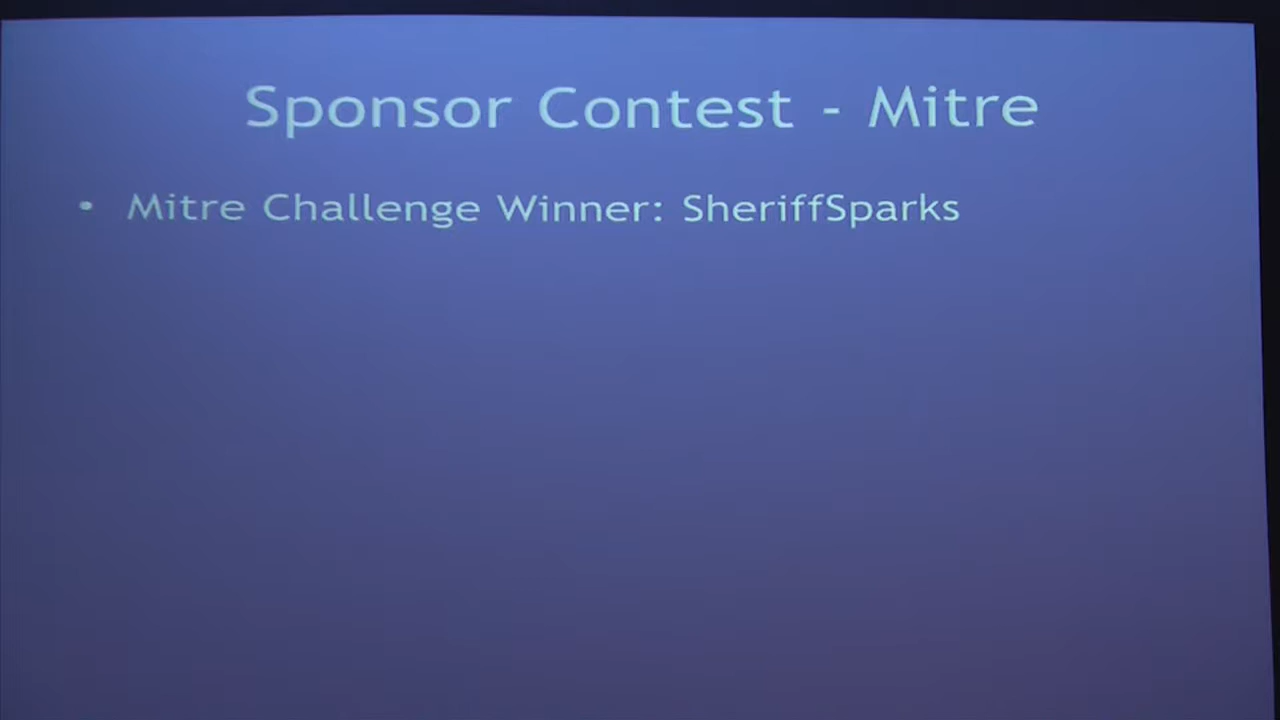 Sponsor Contest - Mitre
• Mitre Challenge Winner: SheriffSparks